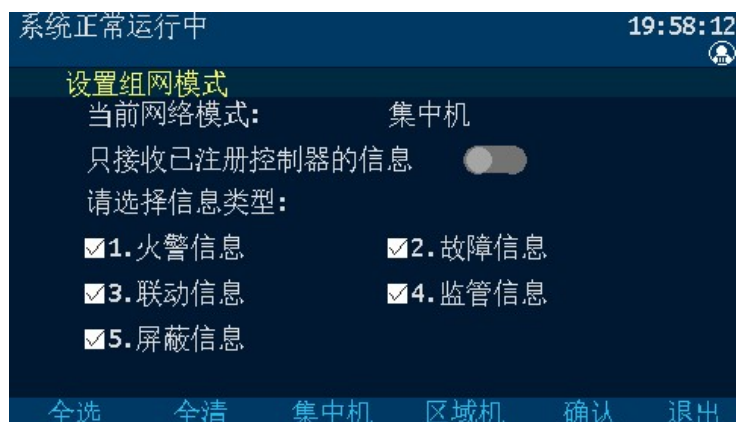 系统正常运行中 19:58:12
设置组网模式
当前网络模式: 集中机
只接收已注册控制器的信息
请选择信息类型:
1.火警信息 2.故障信息
3.联动信息 4.监管信息
5.屏蔽信息
全选 全清 集中机 区域机 确认 退出